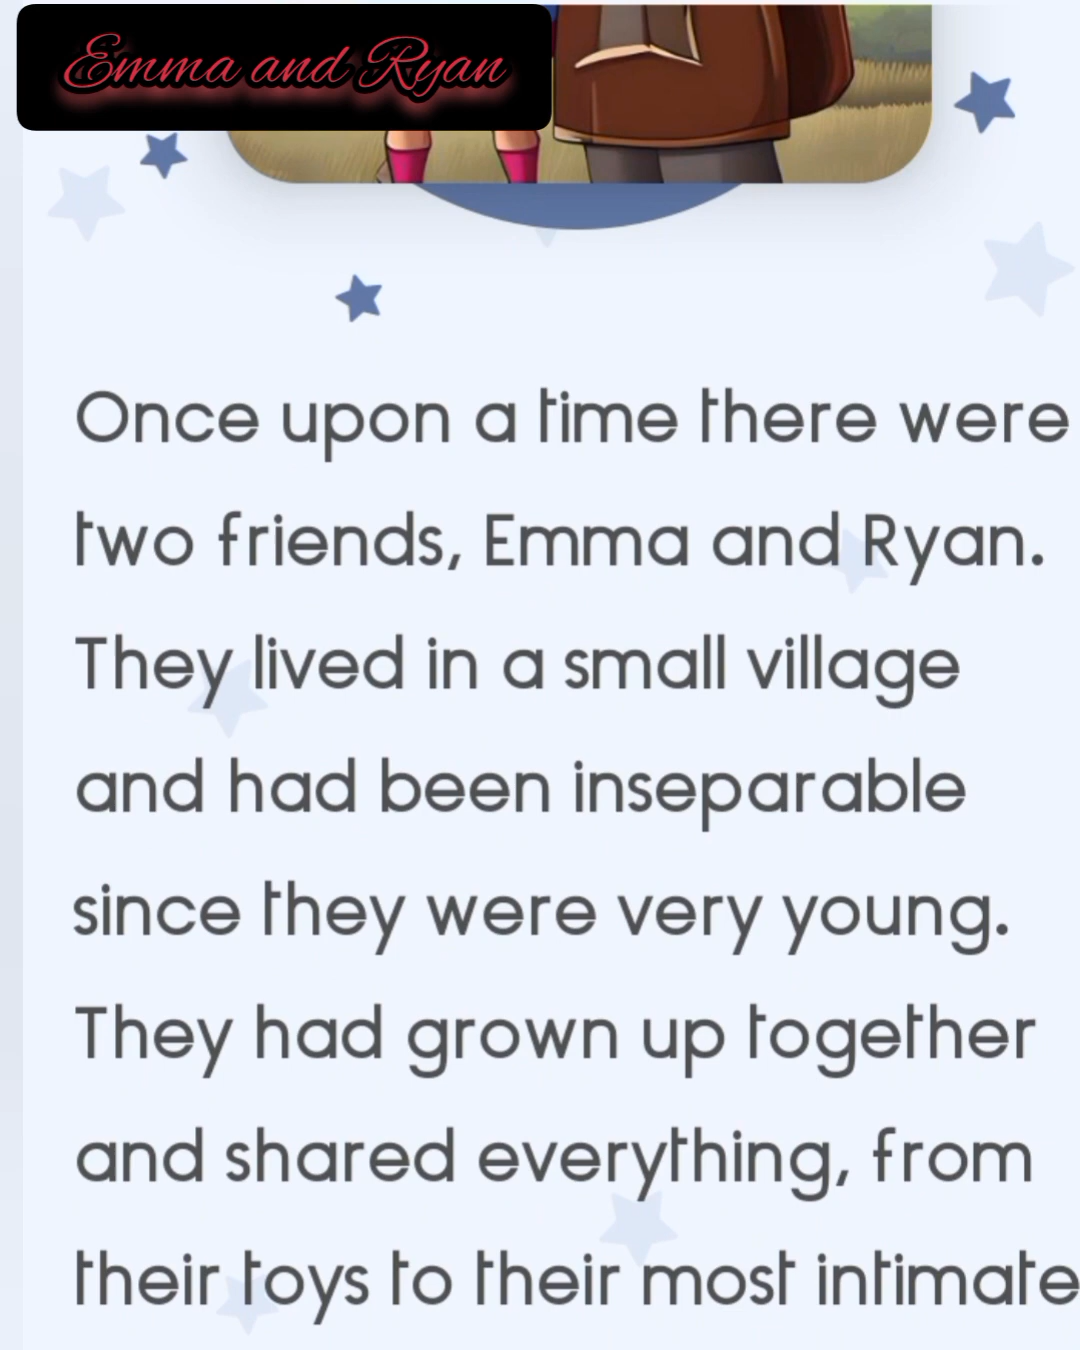 Emma and Ryan
Once upon a time there were
two friends, Emma and Ryan.
They lived in a small village
and had been inseparable
since they were very young.
They had grown up together
and shared everything, from
their toys to their most intimate